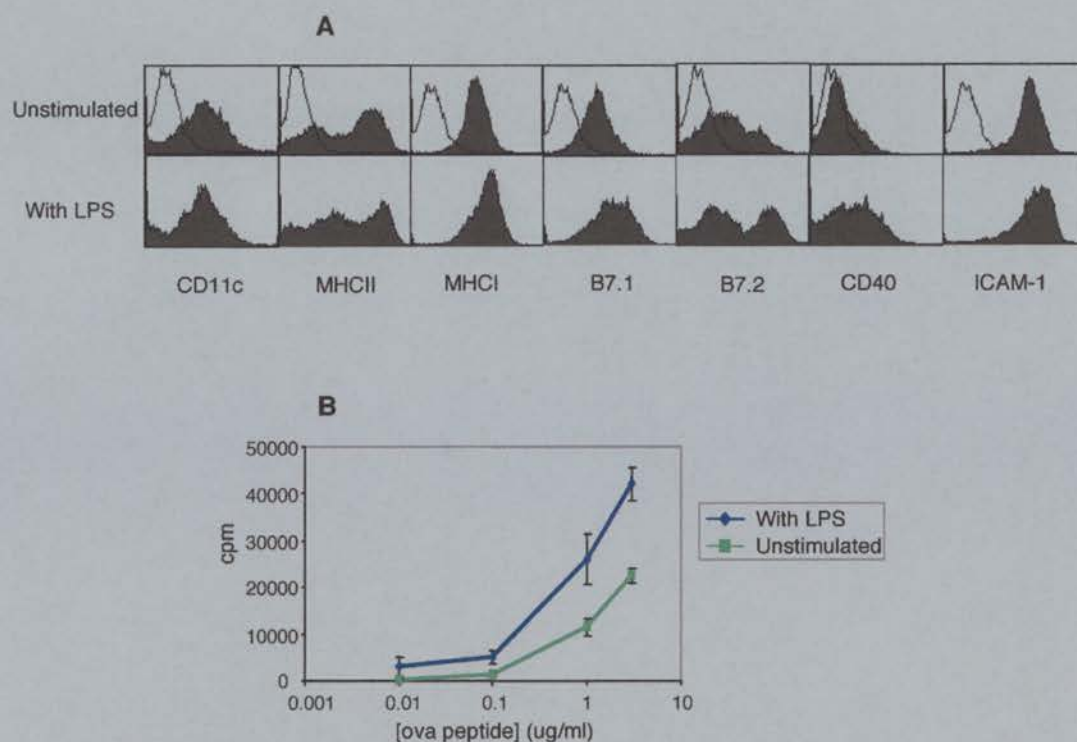 A
Unstimulated
With LPS
CD11c MHCII MHCI B7.1 B7.2 CD40 ICAM-1
B
50000
40000
30000
20000
10000
0
cpm
0.001 0.01 0.1 1 10
[ova peptide] (ug/ml)
With LPS
Unstimulated